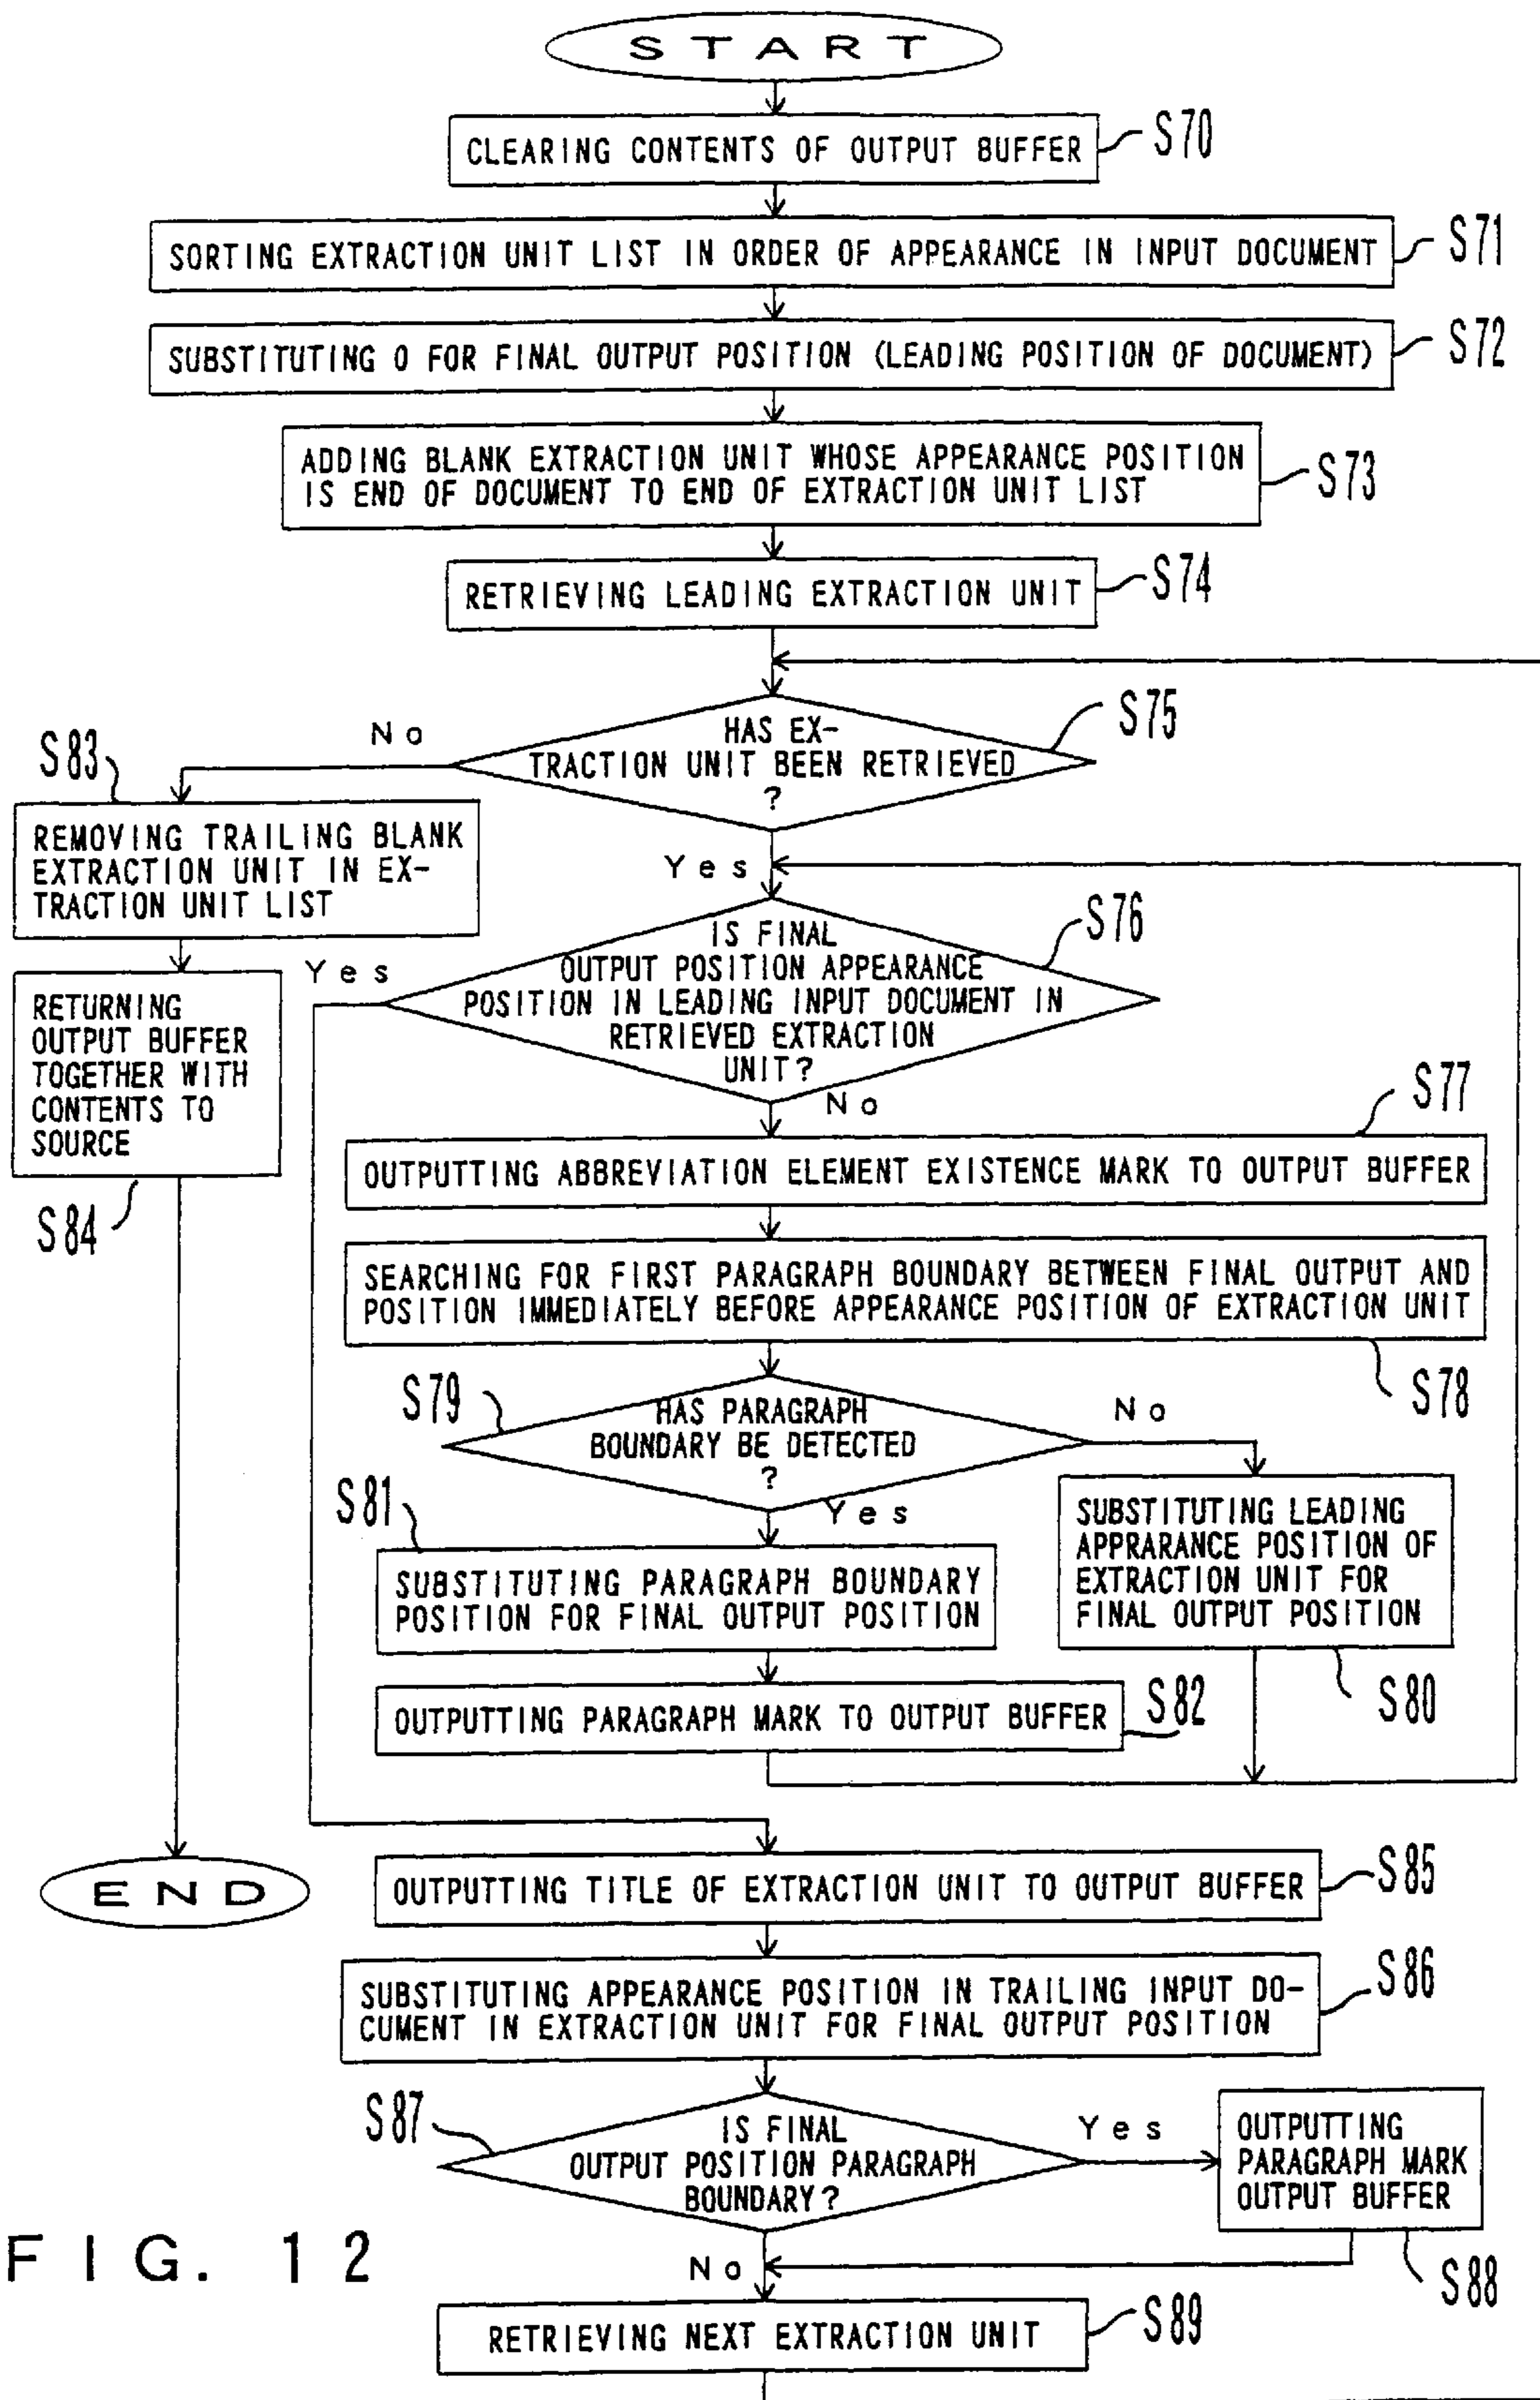 START
CLEARING CONTENTS OF OUTPUT BUFFER
S70
SORTING EXTRACTION UNIT LIST IN ORDER OF APPEARANCE IN INPUT DOCUMENT
S71
SUBSTITUTING 0 FOR FINAL OUTPUT POSITION (LEADING POSITION OF DOCUMENT)
S72
ADDING BLANK EXTRACTION UNIT WHOSE APPEARANCE POSITION
IS END OF DOCUMENT TO END OF EXTRACTION UNIT LIST
S73
RETRIEVING LEADING EXTRACTION UNIT
S74
HAS EX-
TRACTION UNIT BEEN RETRIEVED
?
S75
No
Yes
S83
REMOVING TRAILING BLANK
EXTRACTION UNIT IN EX-
TRACTION UNIT LIST
RETURNING
OUTPUT BUFFER
TOGETHER WITH
CONTENTS TO
SOURCE
S84
IS FINAL
OUTPUT POSITION APPEARANCE
POSITION IN LEADING INPUT DOCUMENT IN
RETRIEVED EXTRACTION
UNIT?
S76
Yes
No
OUTPUTTING ABBREVIATION ELEMENT EXISTENCE MARK TO OUTPUT BUFFER
S77
SEARCHING FOR FIRST PARAGRAPH BOUNDARY BETWEEN FINAL OUTPUT AND
POSITION IMMEDIATELY BEFORE APPEARANCE POSITION OF EXTRACTION UNIT
S78
S79
HAS PARAGRAPH
BOUNDARY BE DETECTED
?
No
Yes
S81
SUBSTITUTING PARAGRAPH BOUNDARY
POSITION FOR FINAL OUTPUT POSITION
SUBSTITUTING LEADING
APPRARANCE POSITION OF
EXTRACTION UNIT FOR
FINAL OUTPUT POSITION
S80
OUTPUTTING PARAGRAPH MARK TO OUTPUT BUFFER
S82
END
OUTPUTTING TITLE OF EXTRACTION UNIT TO OUTPUT BUFFER
S85
SUBSTITUTING APPEARANCE POSITION IN TRAILING INPUT DO-
CUMENT IN EXTRACTION UNIT FOR FINAL OUTPUT POSITION
S86
S87
IS FINAL
OUTPUT POSITION PARAGRAPH
BOUNDARY?
Yes
No
OUTPUTTING
PARAGRAPH MARK
OUTPUT BUFFER
S88
RETRIEVING NEXT EXTRACTION UNIT
S89
FIG. 12